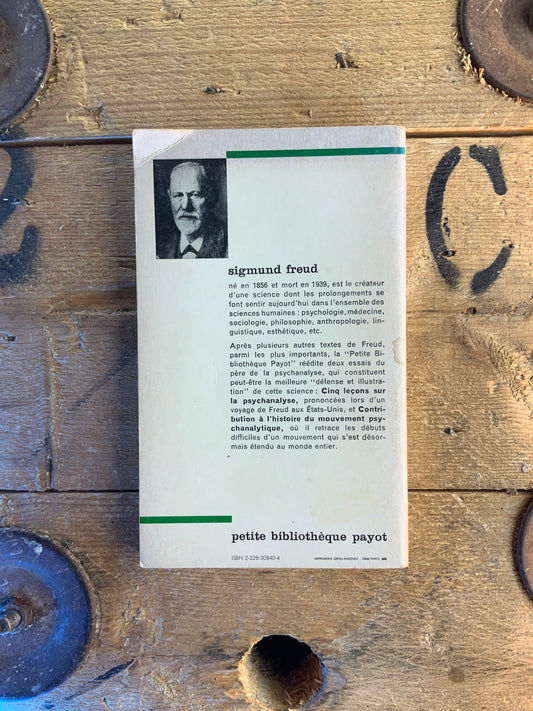 sigmund freud
né en 1856 et mort en 1939, est le créateur
d'une science dont les prolongements se
font sentir aujourd'hui dans l'ensemble des
sciences humaines : psychologie, médecine,
sociologie, philosophie, anthropologie, lin-
guistique, esthétique, etc.
Après plusieurs autres textes de Freud,
parmi les plus importants, la "Petite Bi-
bliothèque Payot" réédite deux essais du
père de la psychanalyse, qui constituent
peut-être la meilleure "défense et illustra-
tion" de cette science : Cinq leçons sur
la psychanalyse, prononcées lors d'un
voyage de Freud aux États-Unis, et Contri-
bution à l'histoire du mouvement psy-
chanalytique, où il retrace les débuts
difficiles d'un mouvement qui s'est désor-
mais étendu au monde entier.
petite bibliothèque payot
ISBN 2-228-30840-4
IMPRIMERIE
PARIS
C